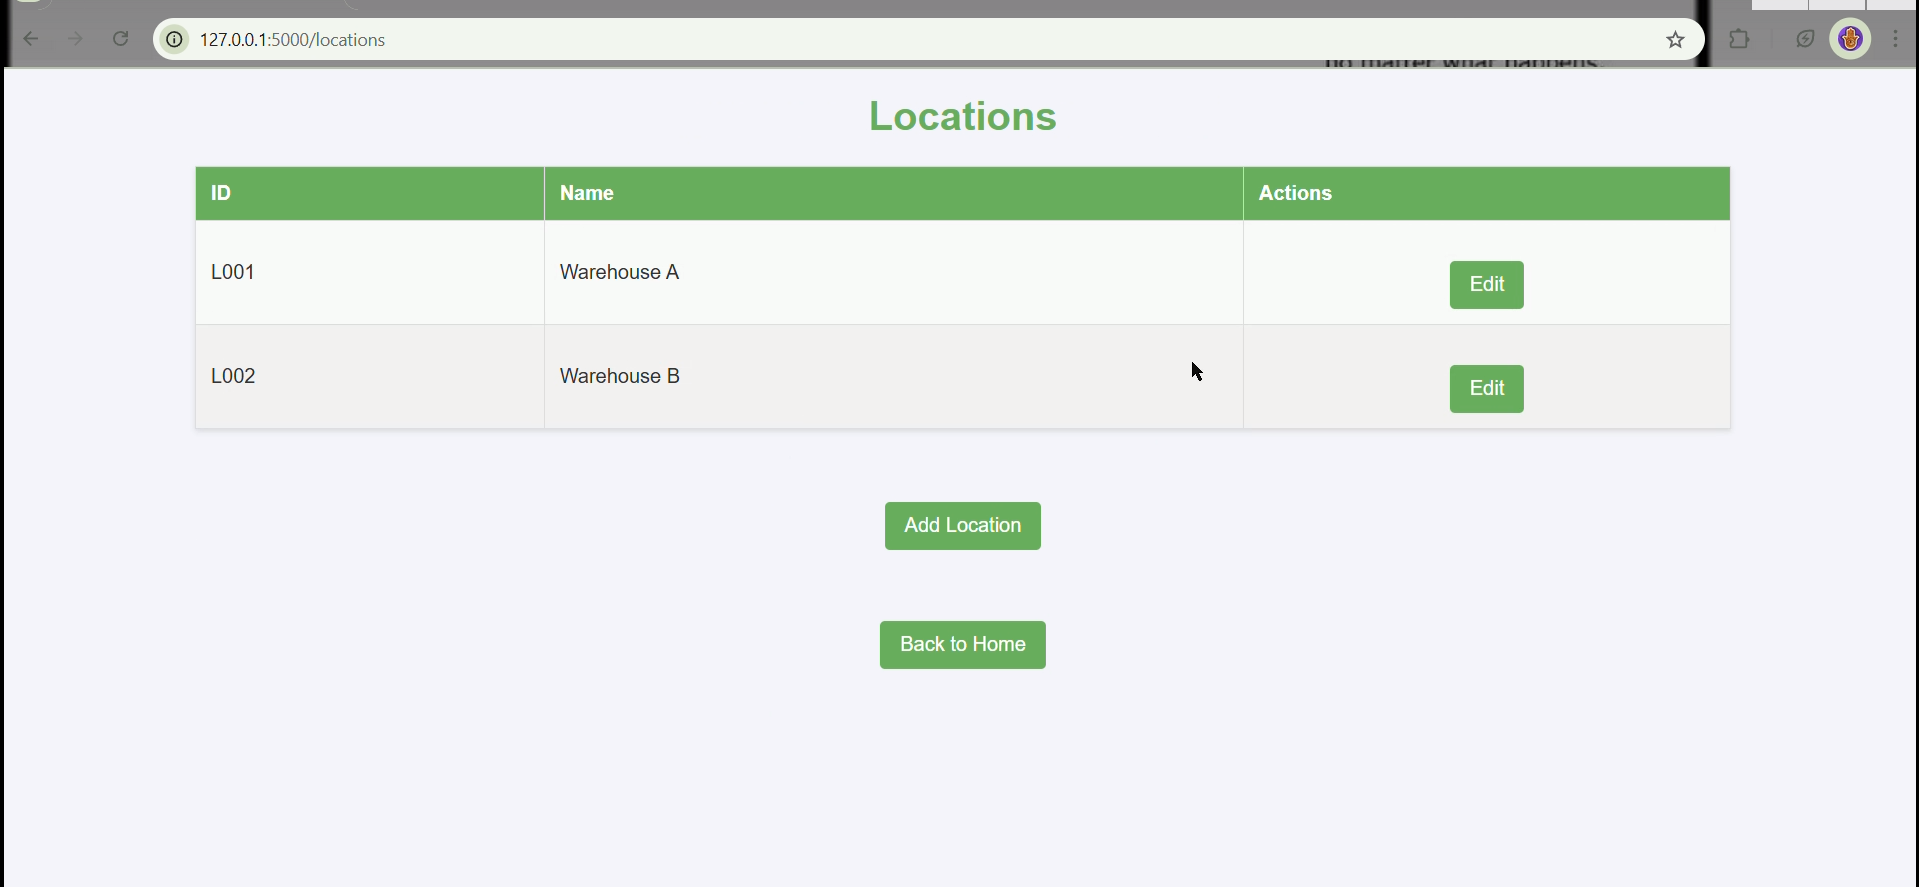 127.0.0.1:5000/locations
no matter what happens.
Locations
ID Name Actions
L001 Warehouse A Edit
L002 Warehouse B Edit
Add Location
Back to Home